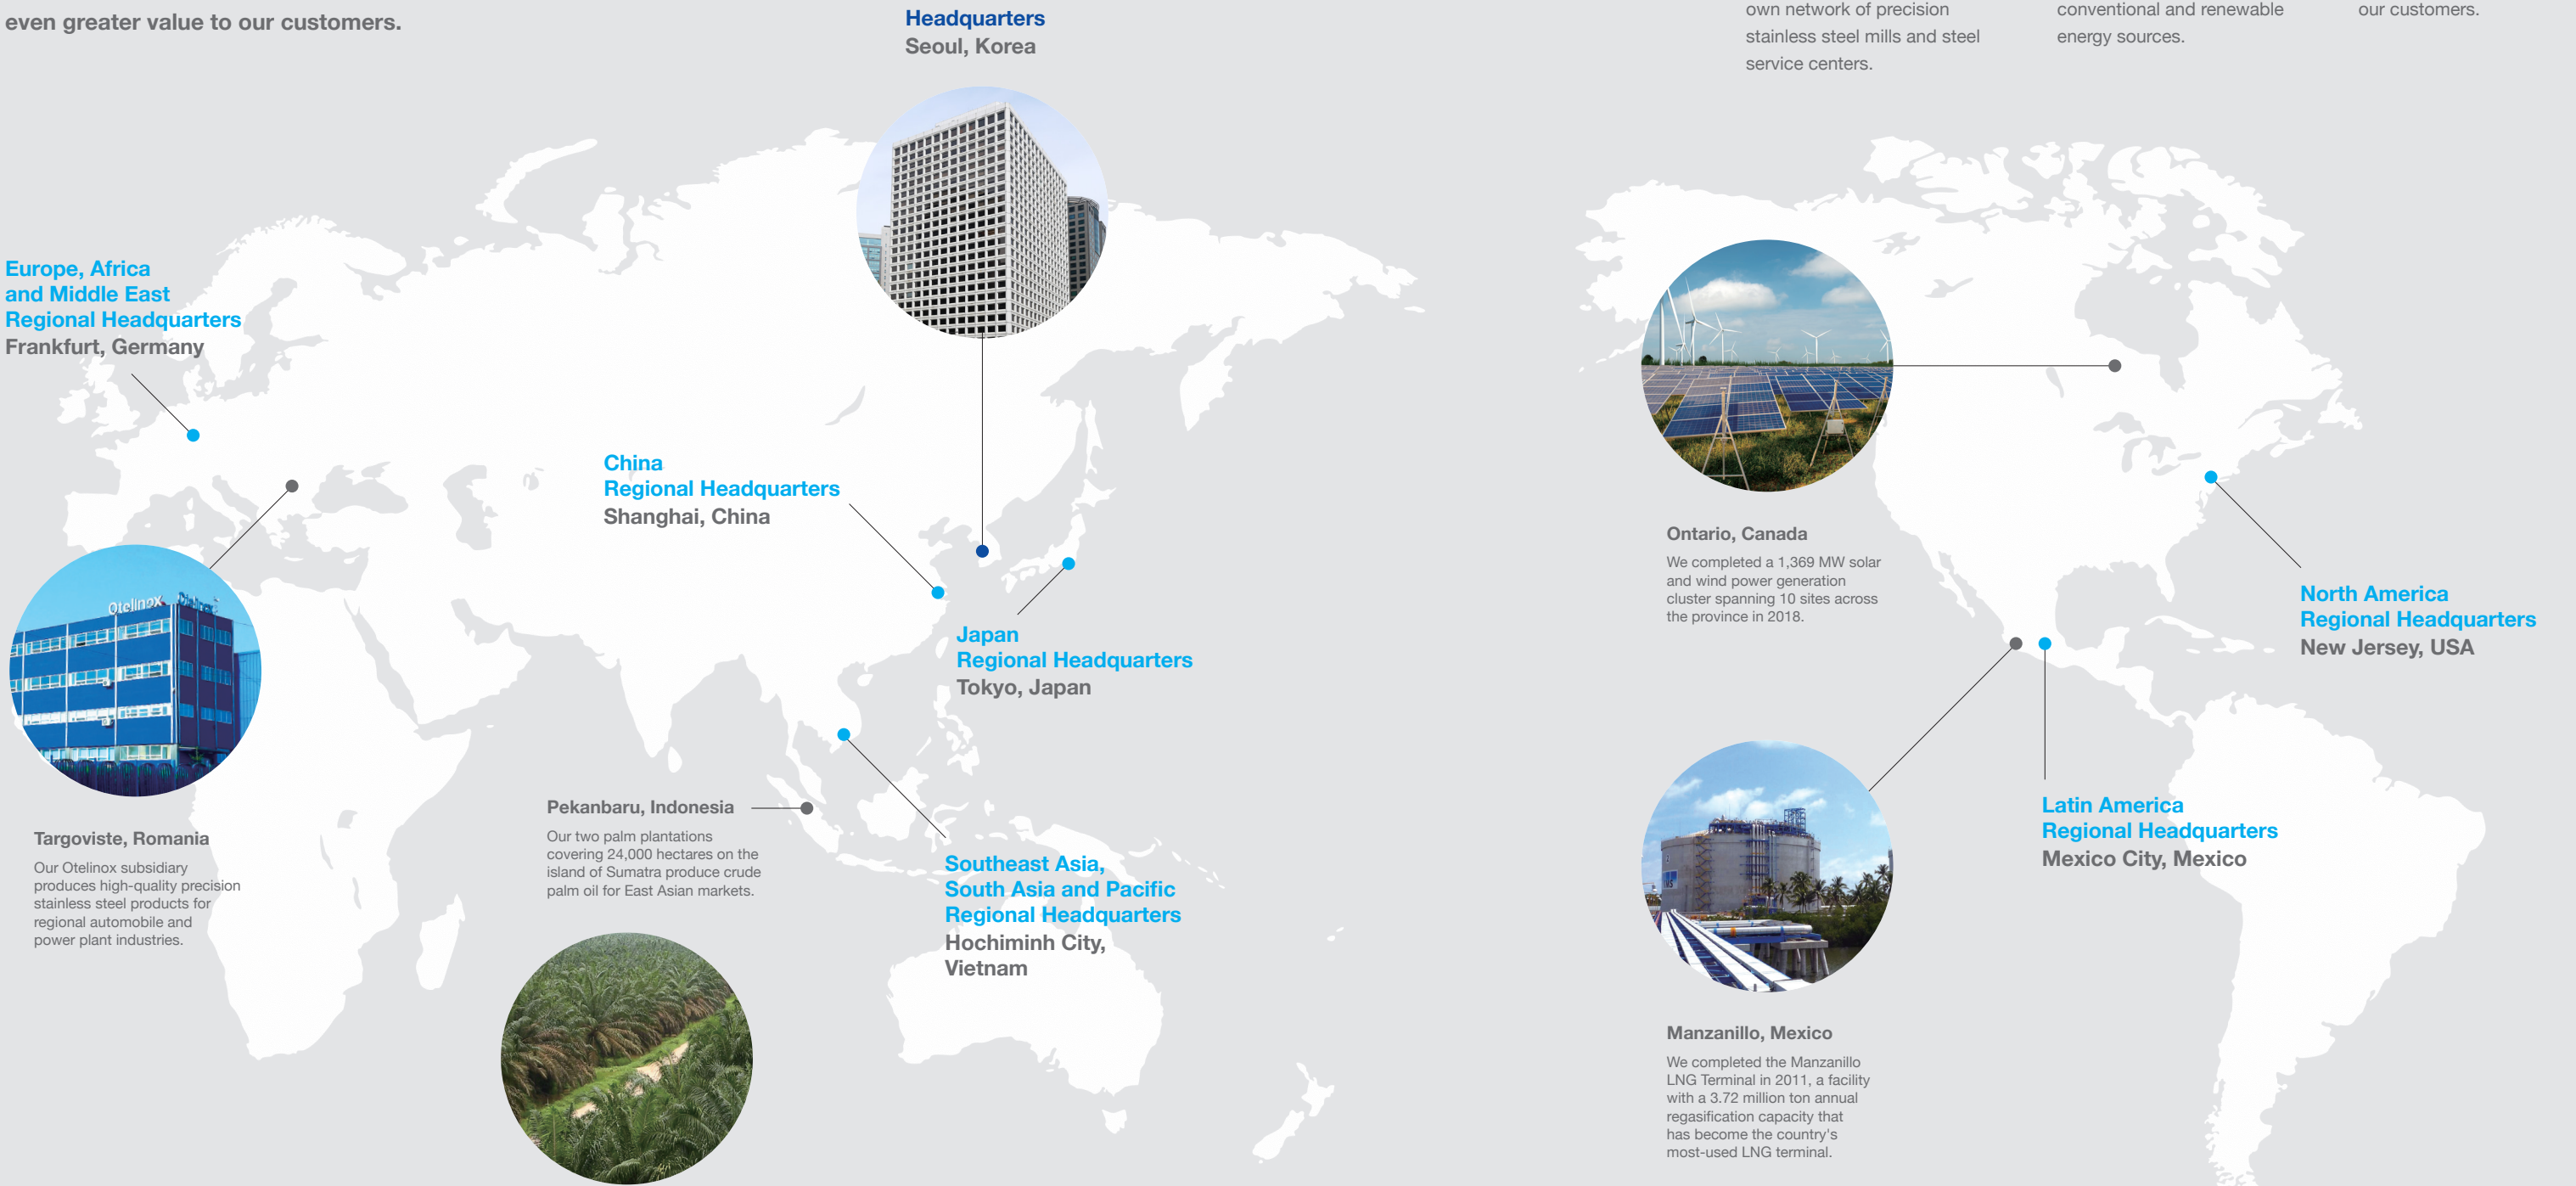 even greater value to our customers.
Headquarters
Seoul, Korea
own network of precision
stainless steel mills and steel
service centers.
conventional and renewable
energy sources.
our customers.
Europe, Africa
and Middle East
Regional Headquarters
Frankfurt, Germany
China
Regional Headquarters
Shanghai, China
Japan
Regional Headquarters
Tokyo, Japan
Otelinox
Targoviste, Romania
Our Otelinox subsidiary
produces high-quality precision
stainless steel products for
regional automobile and
power plant industries.
Pekanbaru, Indonesia
Our two palm plantations
covering 24,000 hectares on the
island of Sumatra produce crude
palm oil for East Asian markets.
Southeast Asia,
South Asia and Pacific
Regional Headquarters
Hochiminh City,
Vietnam
Ontario, Canada
We completed a 1,369 MW solar
and wind power generation
cluster spanning 10 sites across
the province in 2018.
North America
Regional Headquarters
New Jersey, USA
Latin America
Regional Headquarters
Mexico City, Mexico
Manzanillo, Mexico
We completed the Manzanillo
LNG Terminal in 2011, a facility
with a 3.72 million ton annual
regasification capacity that
has become the country's
most-used LNG terminal.